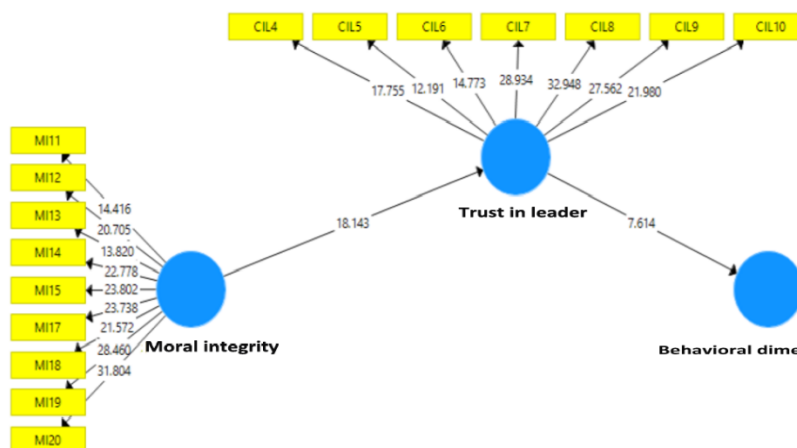 CIL4 CIL5 CIL6 CIL7 CIL8 CIL9 CIL10
17.755 12.191 14.773 28.934 32.948 27.562 21.980
MI11
MI12
MI13
MI14
MI15
MI17
MI18
MI19
MI20
14.416
20.705
13.820
22.778
23.802
23.738
21.572
28.460
31.804
Moral integrity
18.143
Trust in leader
7.614
Behavioral dime